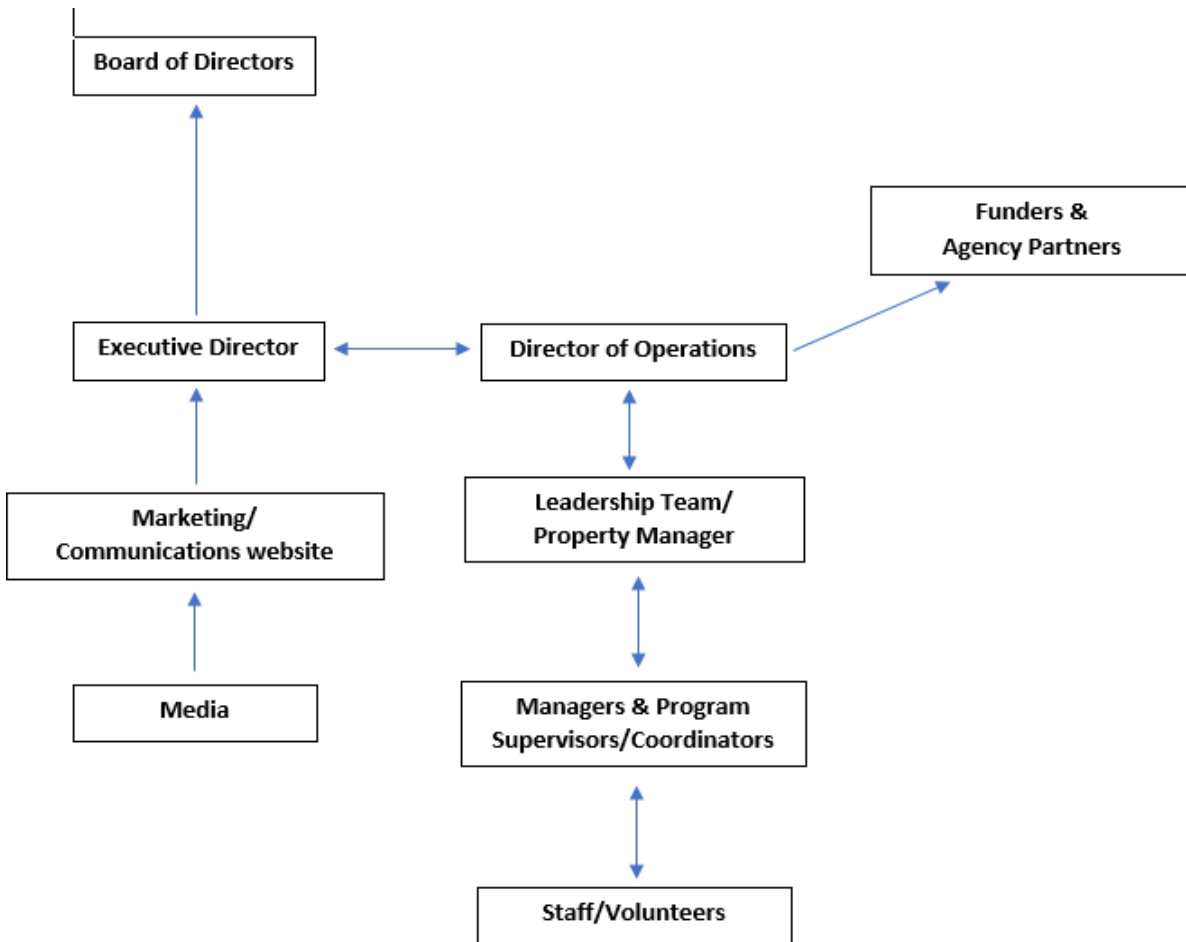 Board of Directors
Funders &
Agency Partners
Executive Director
Director of Operations
Marketing/
Communications website
Leadership Team/
Property Manager
Media
Managers & Program
Supervisors/Coordinators
Staff/Volunteers